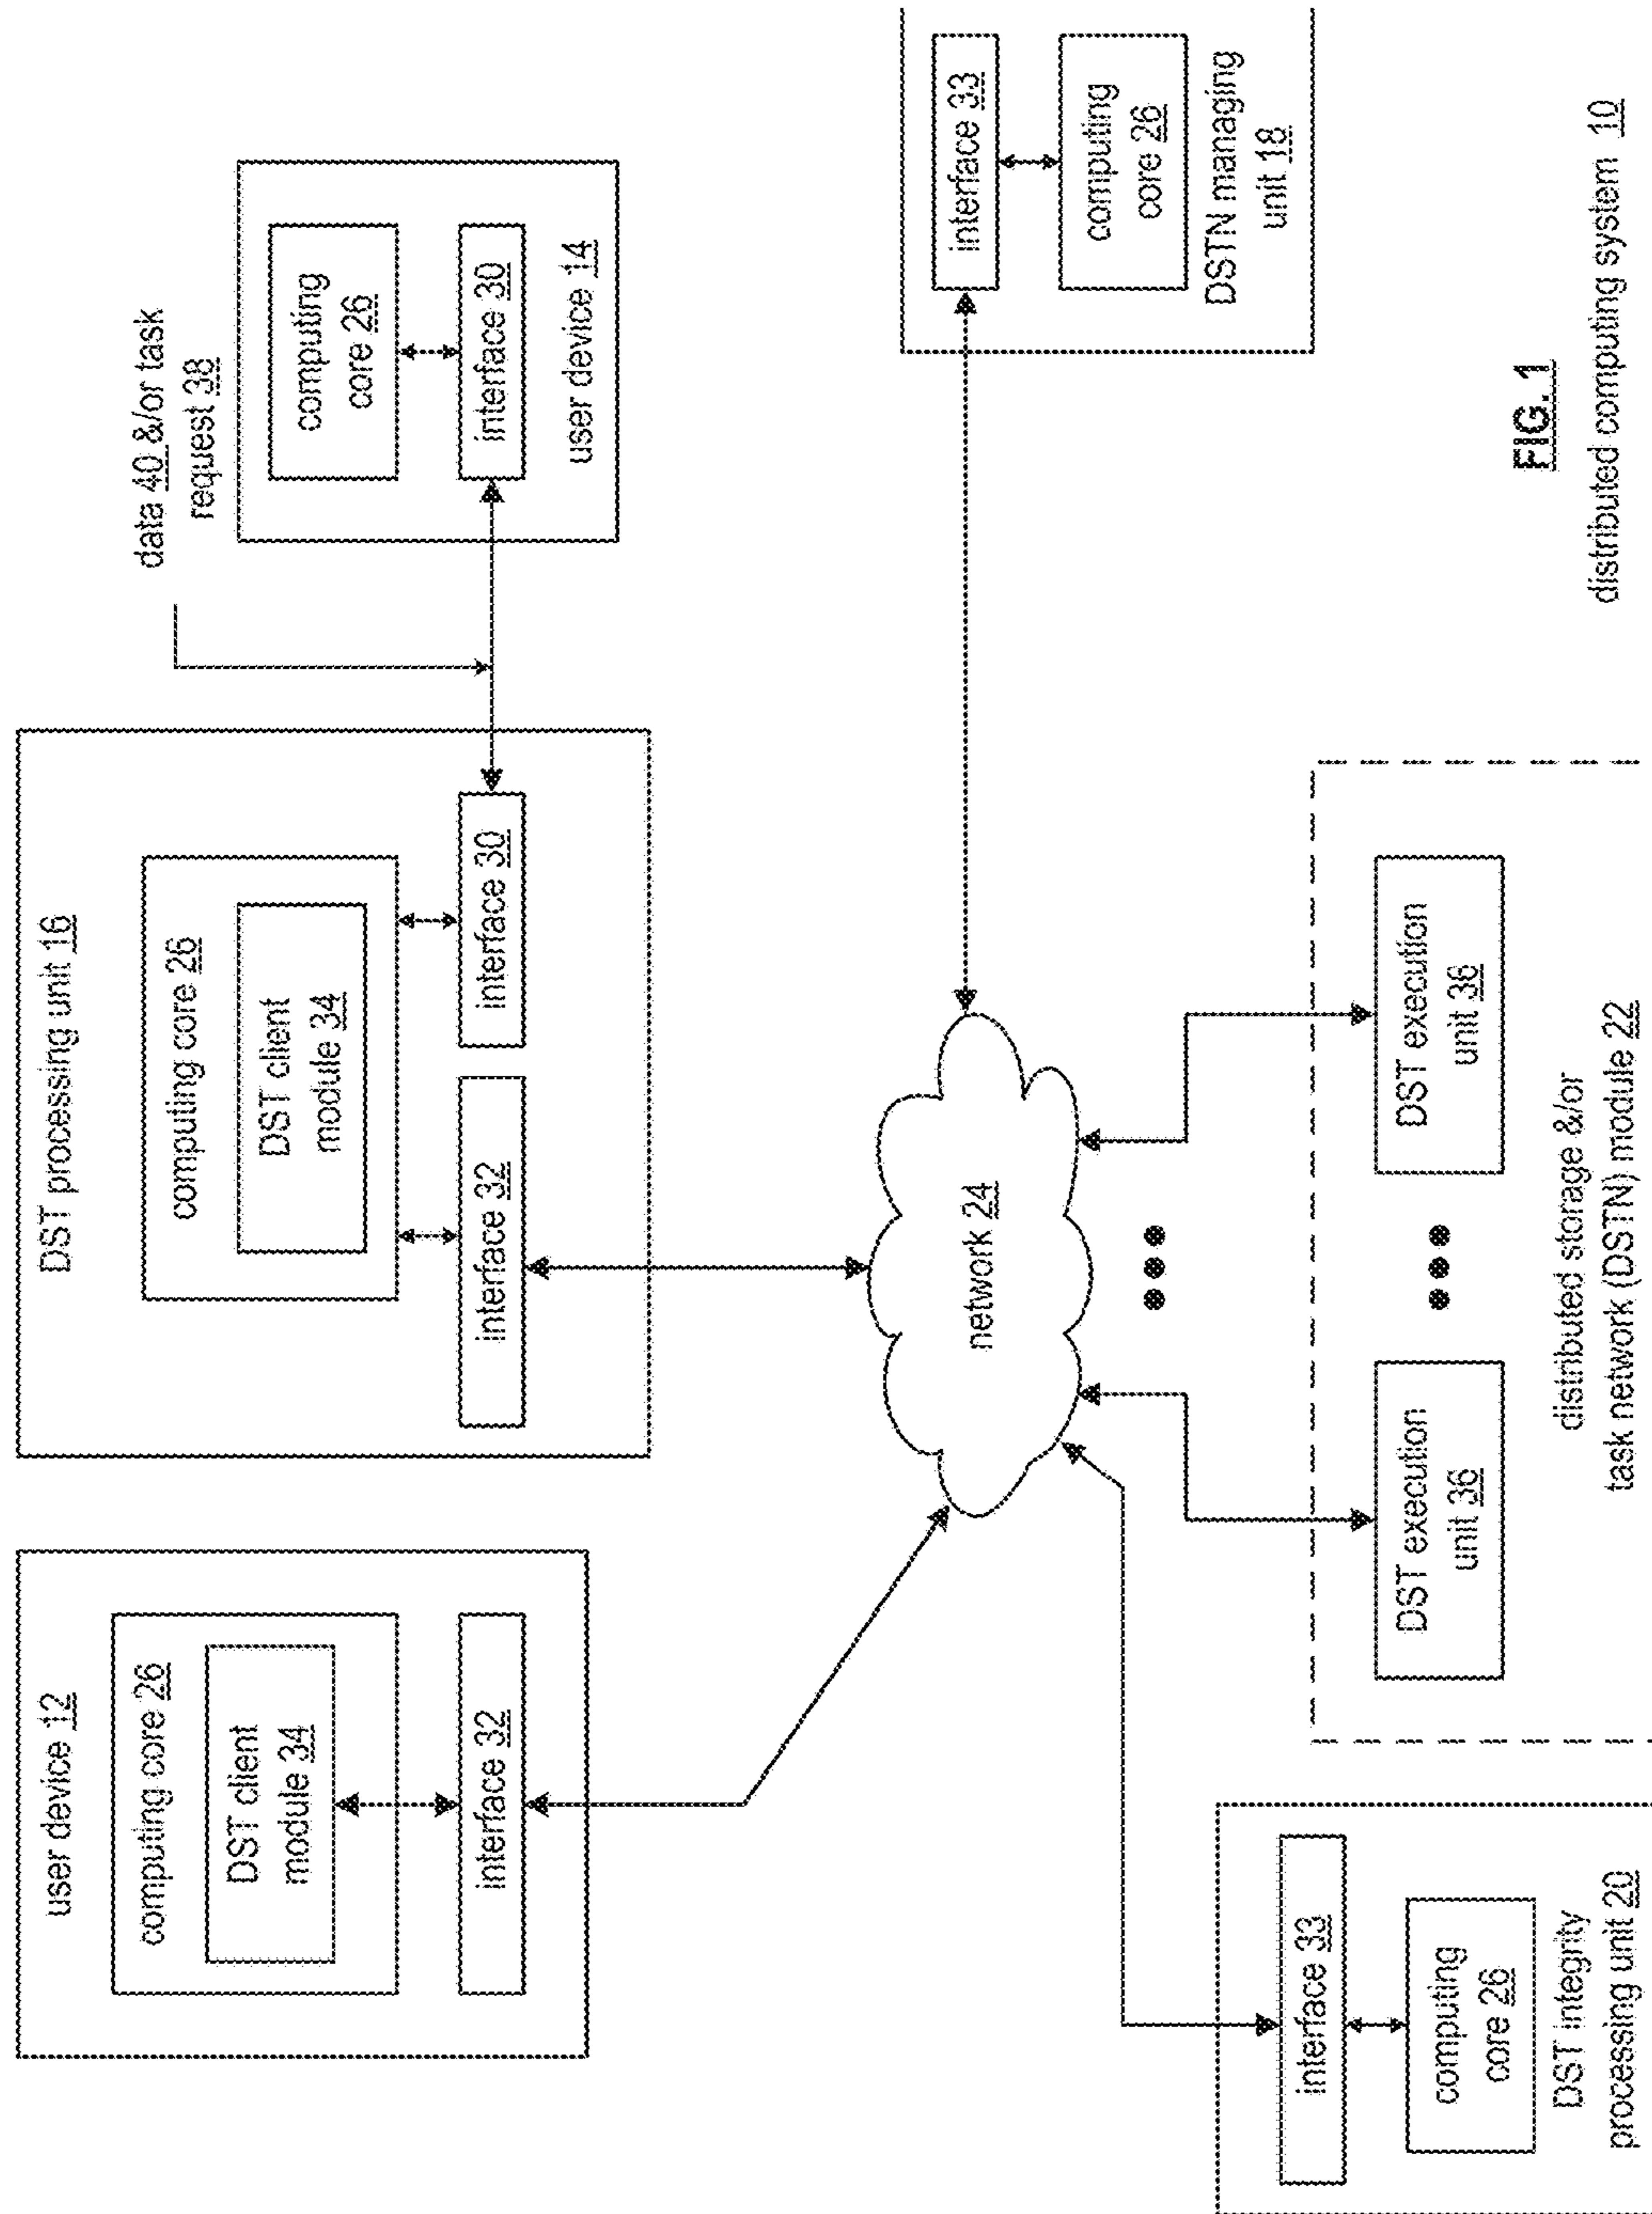 user device 12
computing core 26
DST client
module 34
interface 32
DST processing unit 16
computing core 26
DST client
module 34
interface 32
interface 30
data 40 &/or task
request 38
computing
core 26
interface 30
user device 14
network 24
interface 33
computing
core 26
DSTN managing
unit 18
interface 33
computing
core 26
DST integrity
processing unit 20
DST execution
unit 36
DST execution
unit 36
distributed storage &/or
task network (DSTN) module 22
FIG. 1
distributed computing system 10